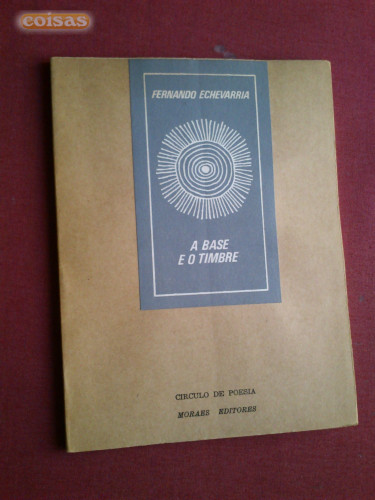 coisas
FERNANDO ECHEVARRIA
A BASE
E O TIMBRE
CIRCULO DE POESIA
MORAES EDITORES